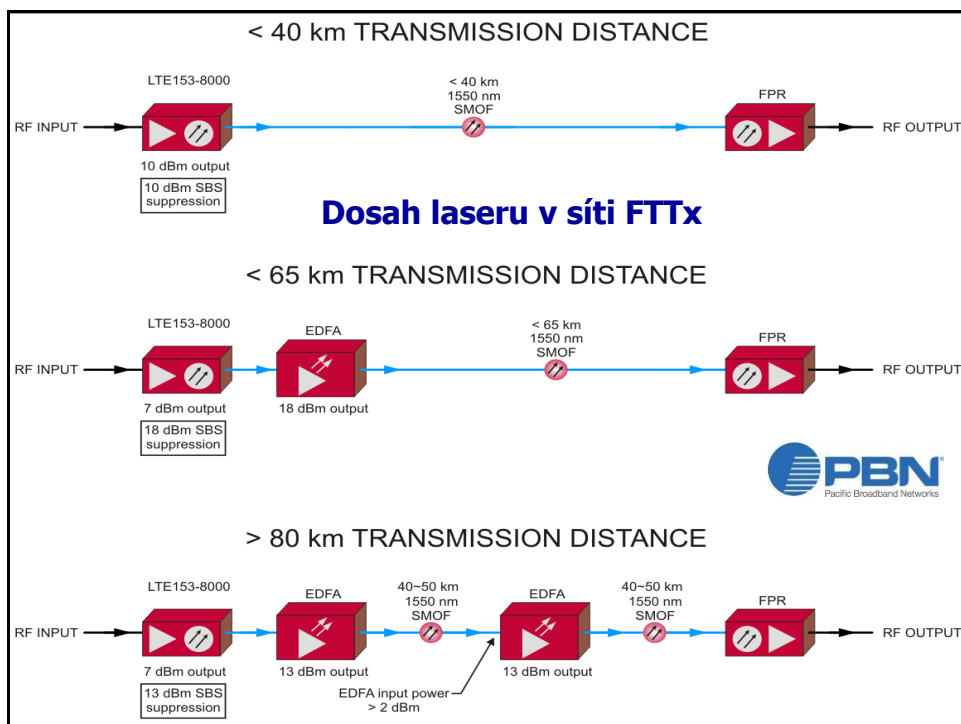 < 40 km TRANSMISSION DISTANCE
LTE153-8000
< 40 km
1550 nm
SMOF
FPR
RF INPUT
RF OUTPUT
10 dBm output
10 dBm SBS
suppression
Dosah laseru v síti FTTx
< 65 km TRANSMISSION DISTANCE
LTE153-8000
EDFA
< 65 km
1550 nm
SMOF
FPR
RF INPUT
RF OUTPUT
7 dBm output
18 dBm output
18 dBm SBS
suppression
PBN®
Pacific Broadband Networks
> 80 km TRANSMISSION DISTANCE
LTE153-8000
EDFA
40~50 km
1550 nm
SMOF
EDFA
40~50 km
1550 nm
SMOF
FPR
RF INPUT
RF OUTPUT
7 dBm output
13 dBm output
13 dBm output
13 dBm SBS
suppression
EDFA input power
> 2 dBm